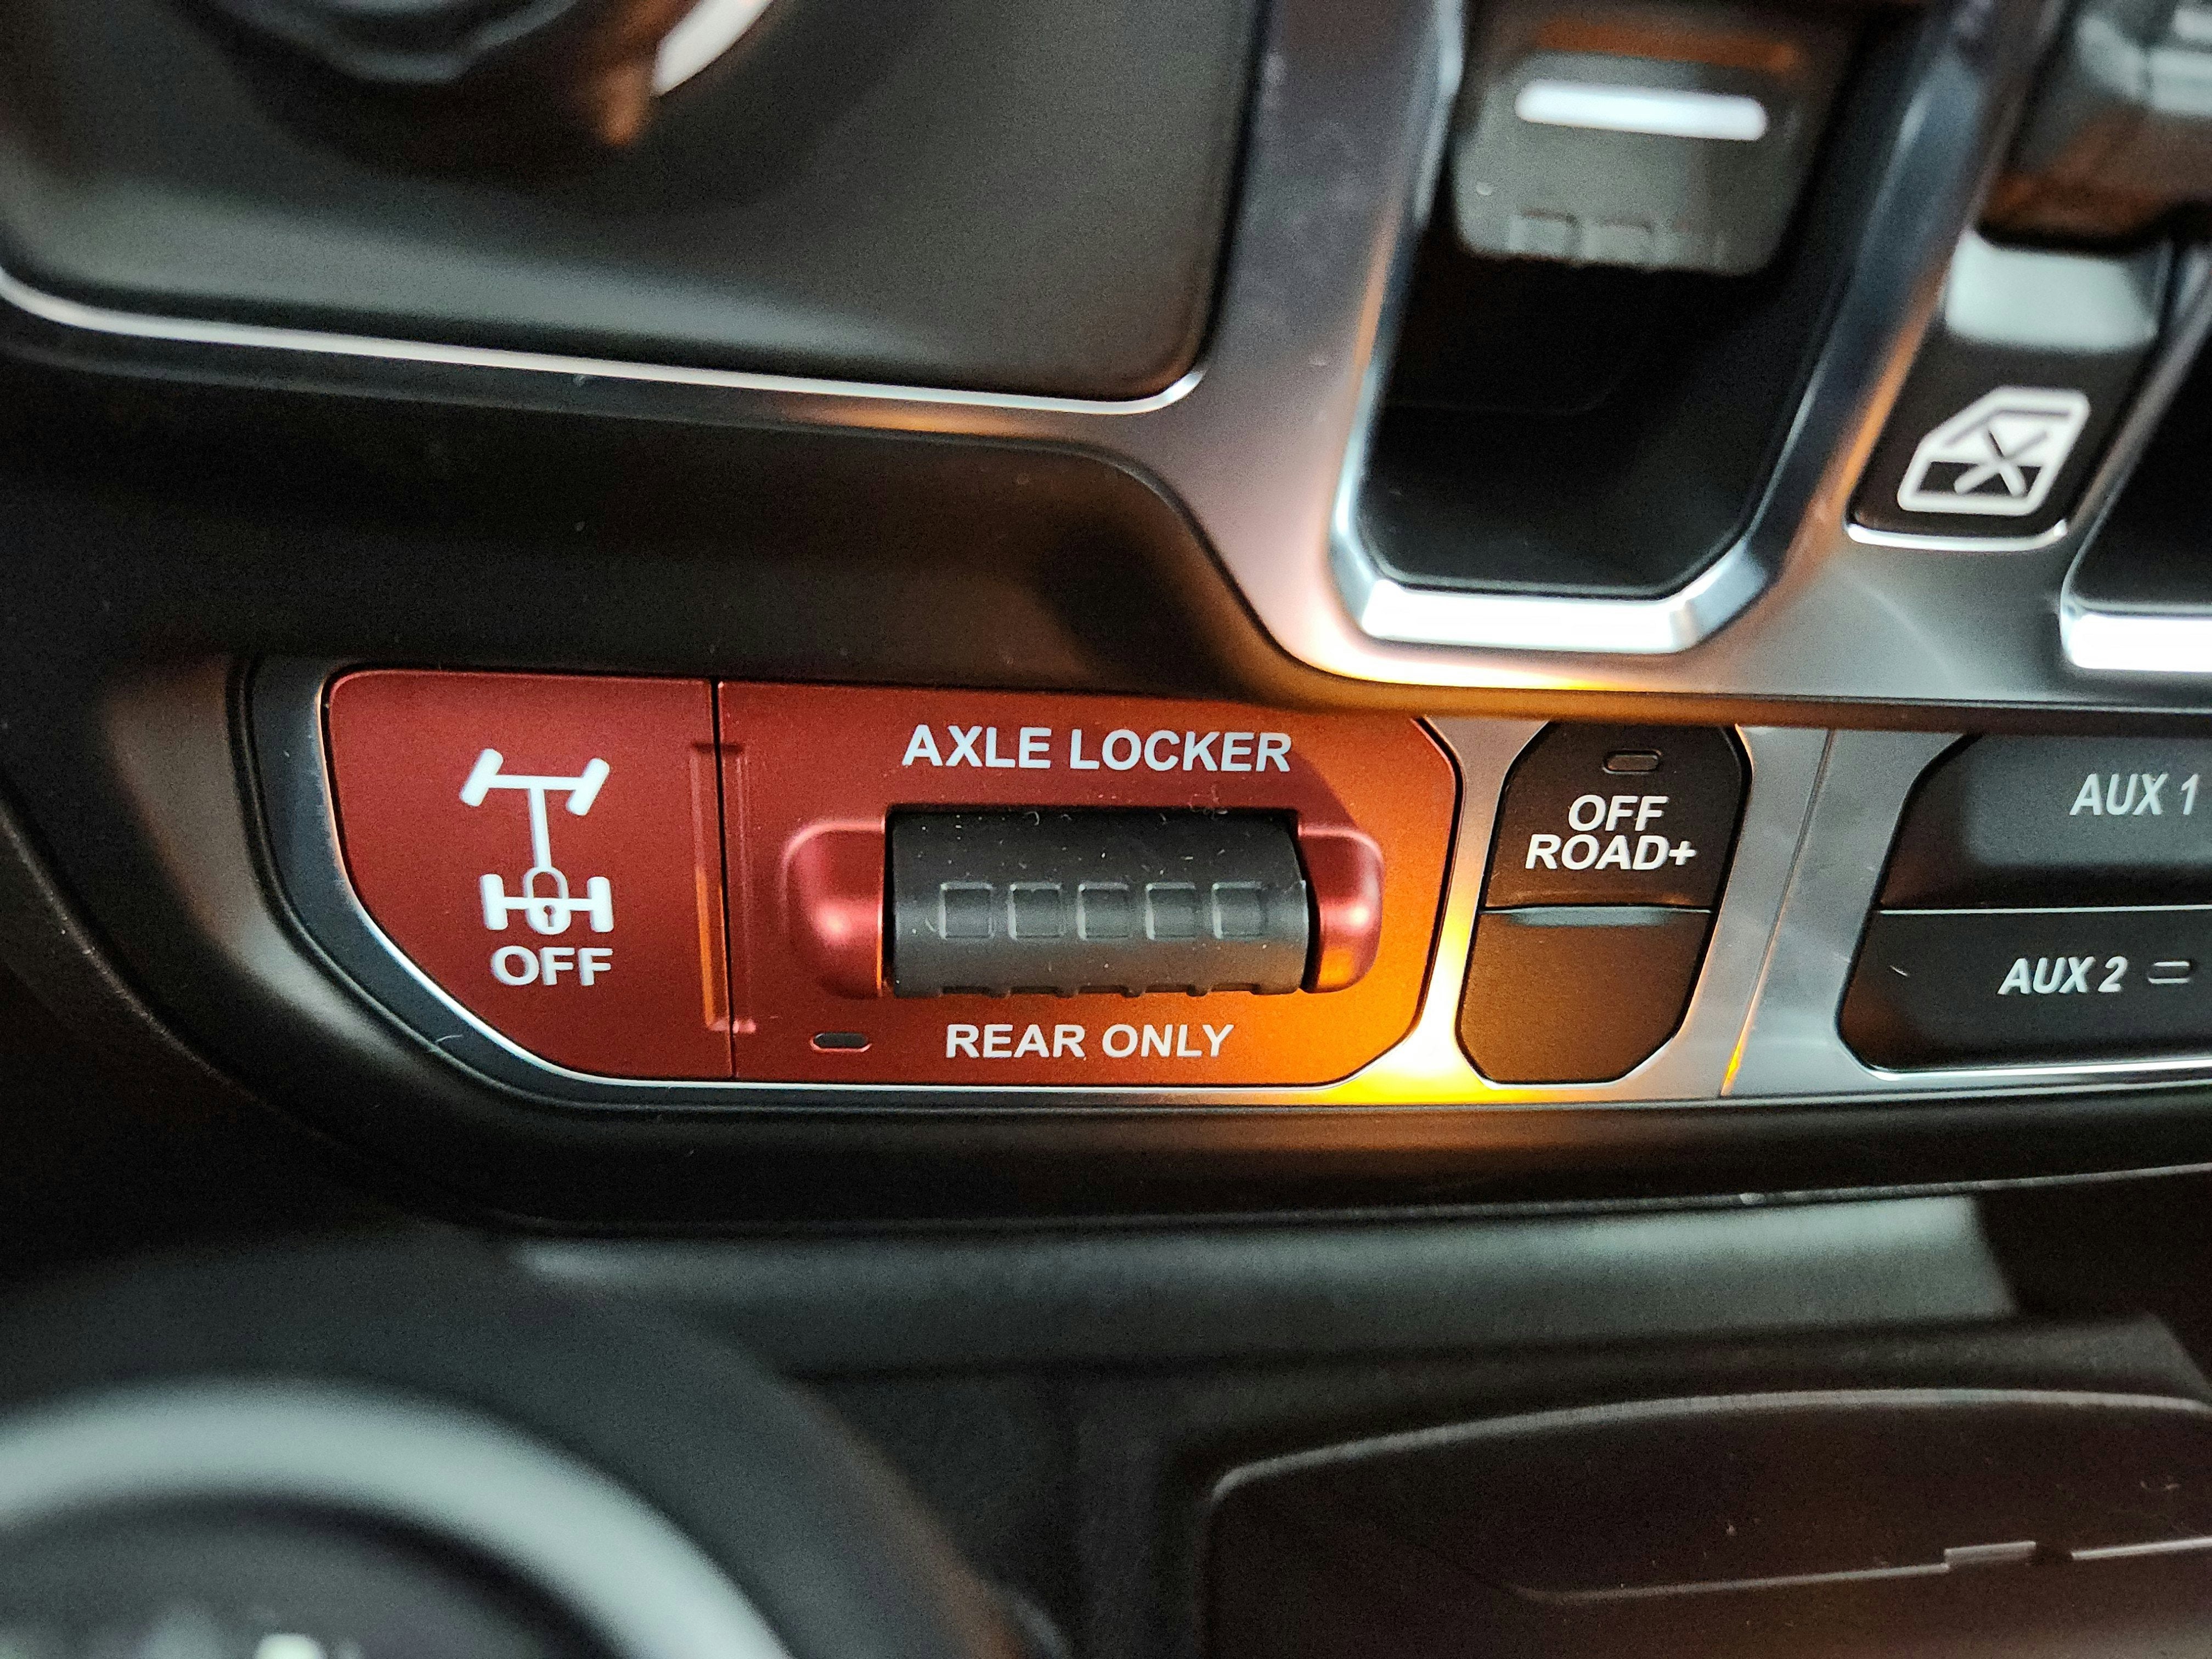 AXLE LOCKER
OFF
REAR ONLY
OFF
ROAD+
AUX 1
AUX 2